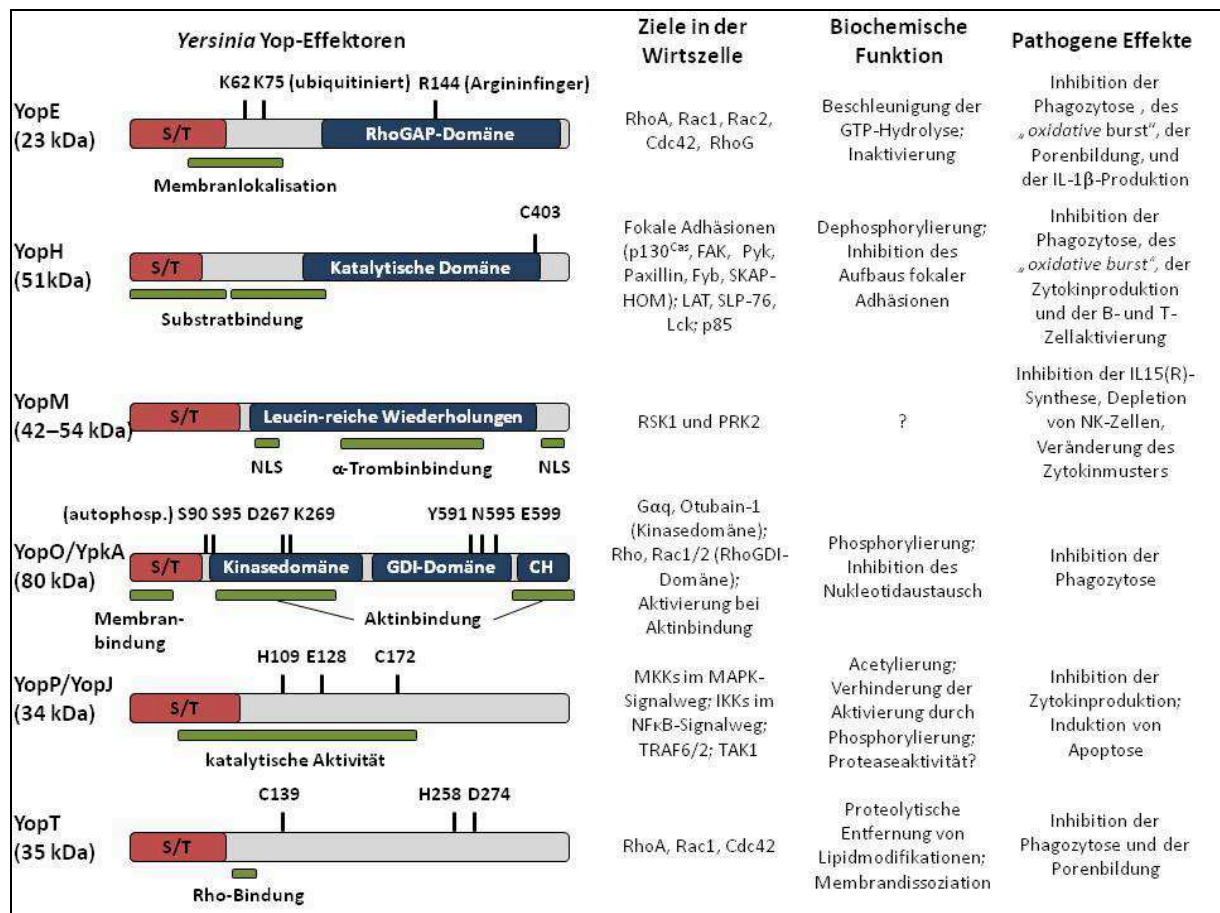 Yersinia Yop-Effektoren
Ziele in der
Wirtszelle
Biochemische
Funktion
Pathogene Effekte
K62 K75 (ubiquitiniert) R144 (Argininfinger)
YopE
(23 kDa)
S/T
RhoGAP-Domäne
Membranlokalisation
RhoA, Rac1, Rac2,
Cdc42, RhoG
Beschleunigung der
GTP-Hydrolyse;
Inaktivierung
Inhibition der
Phagozytose , des
„oxidative burst“, der
Porenbildung, und
der IL-1β-Produktion
C403
YopH
(51kDa)
S/T
Katalytische Domäne
Substratbindung
Fokale Adhäsionen
(p130Cas, FAK, Pyk,
Paxillin, Fyb, SKAP-
HOM); LAT, SLP-76,
Lck; p85
Dephosphorylierung;
Inhibition des
Aufbaus fokaler
Adhäsionen
Inhibition der
Phagozytose, des
„oxidative burst“, der
Zytokinproduktion
und der B- und T-
Zellaktivierung
YopM
(42–54 kDa)
S/T
Leucin-reiche Wiederholungen
NLS
α-Trombinbindung
NLS
RSK1 und PRK2
?
Inhibition der IL15(R)-
Synthese, Depletion
von NK-Zellen,
Veränderung des
Zytokinmusters
(autophosp.) S90 S95 D267 K269
Y591 N595 E599
YopO/YpkA
(80 kDa)
S/T
Kinasedomäne
GDI-Domäne
CH
Membran-
bindung
Aktinbindung
Gαq, Otubain-1
(Kinasedomäne);
Rho, Rac1/2 (RhoGDI-
Domäne);
Aktivierung bei
Aktinbindung
Phosphorylierung;
Inhibition des
Nukleotidaustausch
Inhibition der
Phagozytose
H109 E128 C172
YopP/YopJ
(34 kDa)
S/T
katalytische Aktivität
MKKs im MAPK-
Signalweg; IKKs im
NFκB-Signalweg;
TRAF6/2; TAK1
Acetylierung;
Verhinderung der
Aktivierung durch
Phosphorylierung;
Proteaseaktivität?
Inhibition der
Zytokinproduktion;
Induktion von
Apoptose
C139 H258 D274
YopT
(35 kDa)
S/T
Rho-Bindung
RhoA, Rac1, Cdc42
Proteolytische
Entfernung von
Lipidmodifikationen;
Membrandissoziation
Inhibition der
Phagozytose und der
Porenbildung